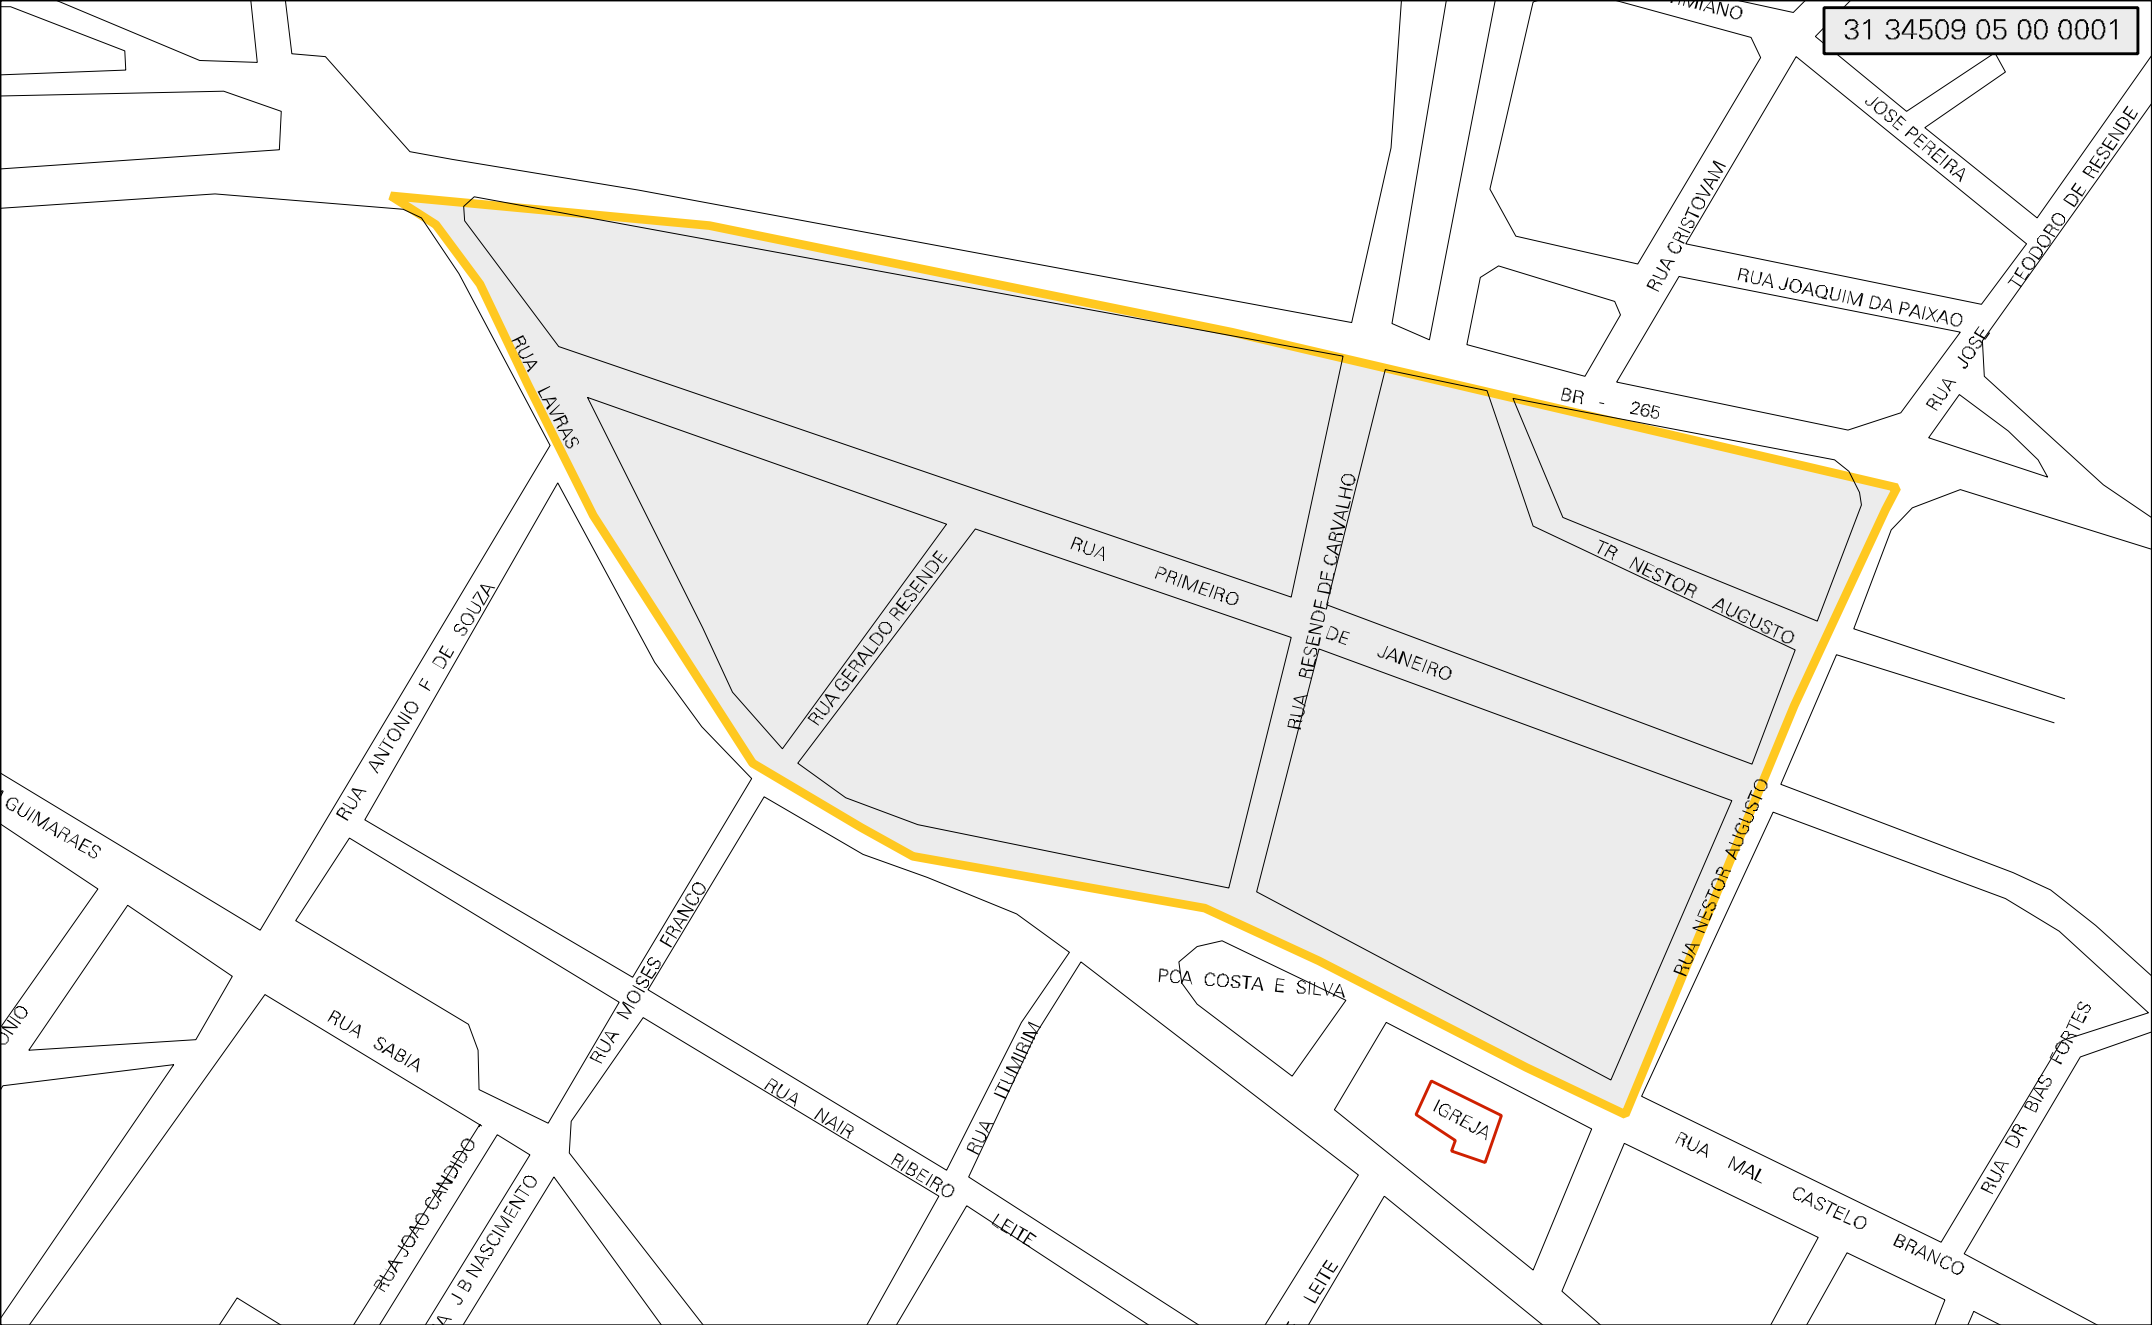 31 34509 05 00 0001
JOSE PEREIRA
RUA CRISTOVAM
RUA JOSE TEODORO DE RESENDE
RUA JOAQUIM DA PAIXAO
BR - 265
RUA LAVRAS
RUA RESENDE DE CARVALHO
RUA PRIMEIRO DE JANEIRO
TR NESTOR AUGUSTO
RUA GERALDO RESENDE
RUA ANTONIO F DE SOUZA
GUIMARAES
RUA NESTOR AUGUSTO
RUA MOISES FRANCO
PCA COSTA E SILVA
RUA SABIA
RUA ITUMIRIM
RUA DR BIAS FORTES
RUA NAIR RIBEIRO LEITE
IGREJA
RUA MAL CASTELO BRANCO
RUA JOAO CANDIDO
J B NASCIMENTO
LEITE